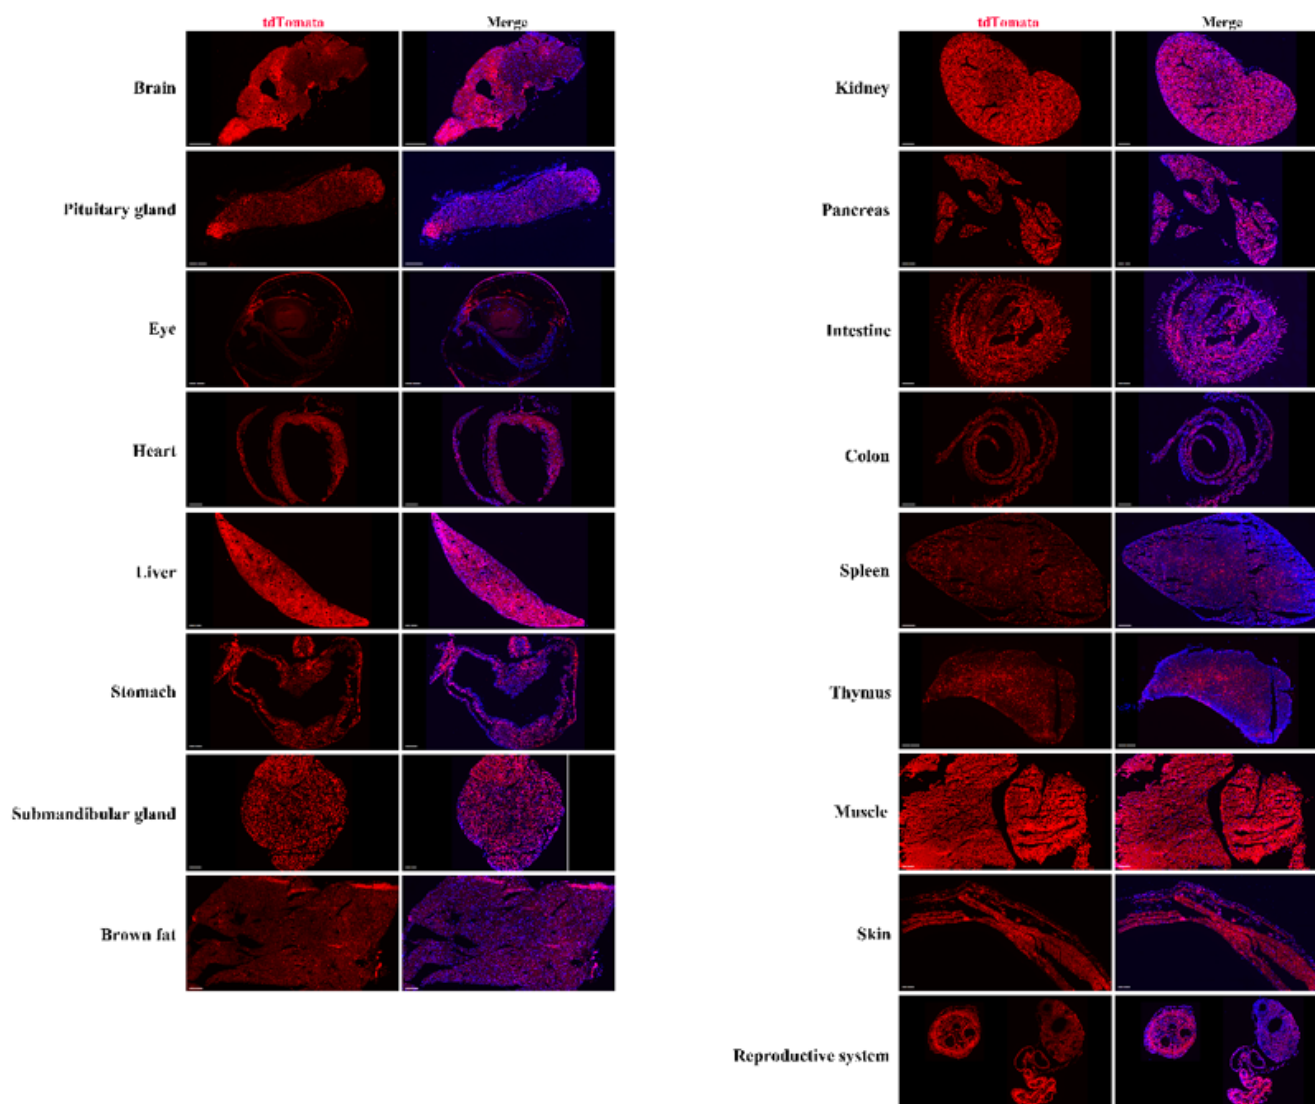 tdTomato Merge
Brain
Pituitary gland
Eye
Heart
Liver
Stomach
Submandibular gland
Brown fat
tdTomato Merge
Kidney
Pancreas
Intestine
Colon
Spleen
Thymus
Muscle
Skin
Reproductive system